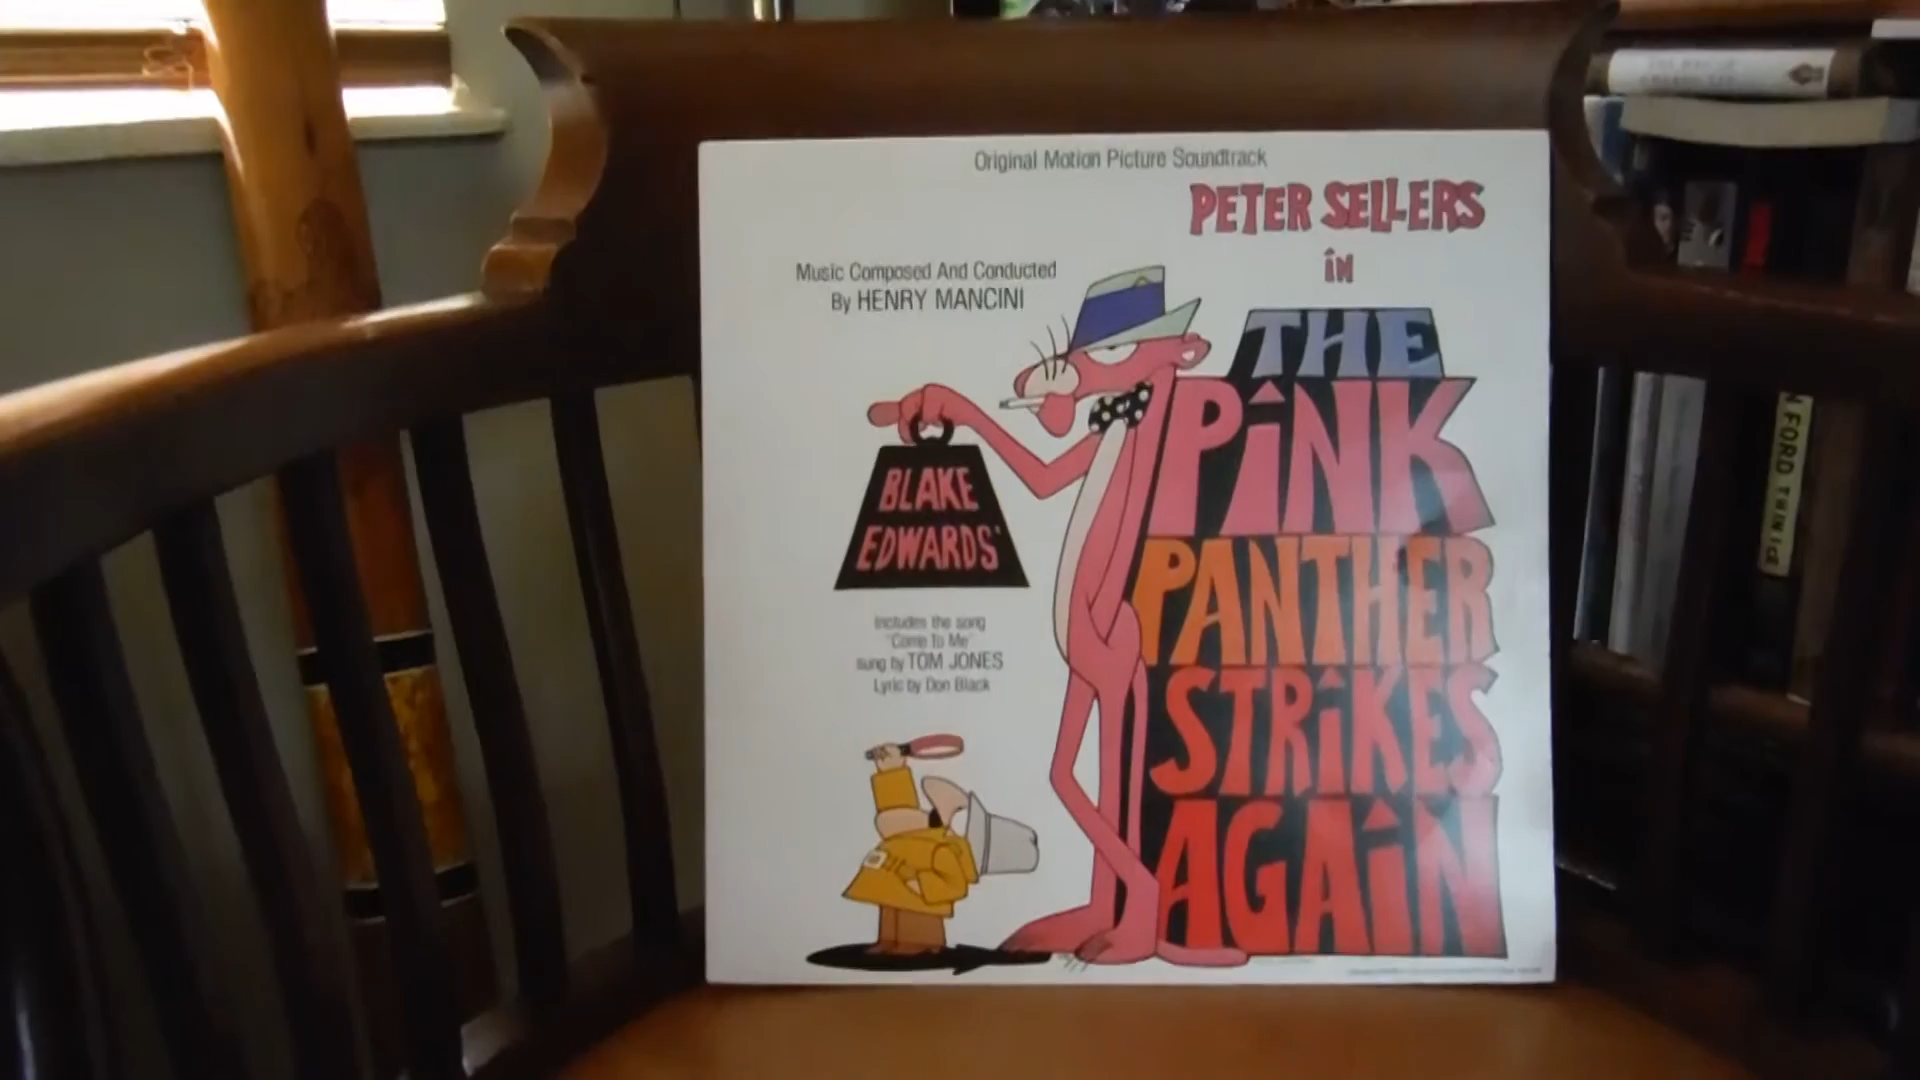 Original Motion Picture Soundtrack
PETER SELLERS
iN
Music Composed And Conducted
By HENRY MANCINI
THE
PiNK
PANTHER
STRiKES
AGAiN
BLAKE
EDWARDS'
Includes the song
"Come To Me"
sung by TOM JONES
Lyric by Don Black
FORD